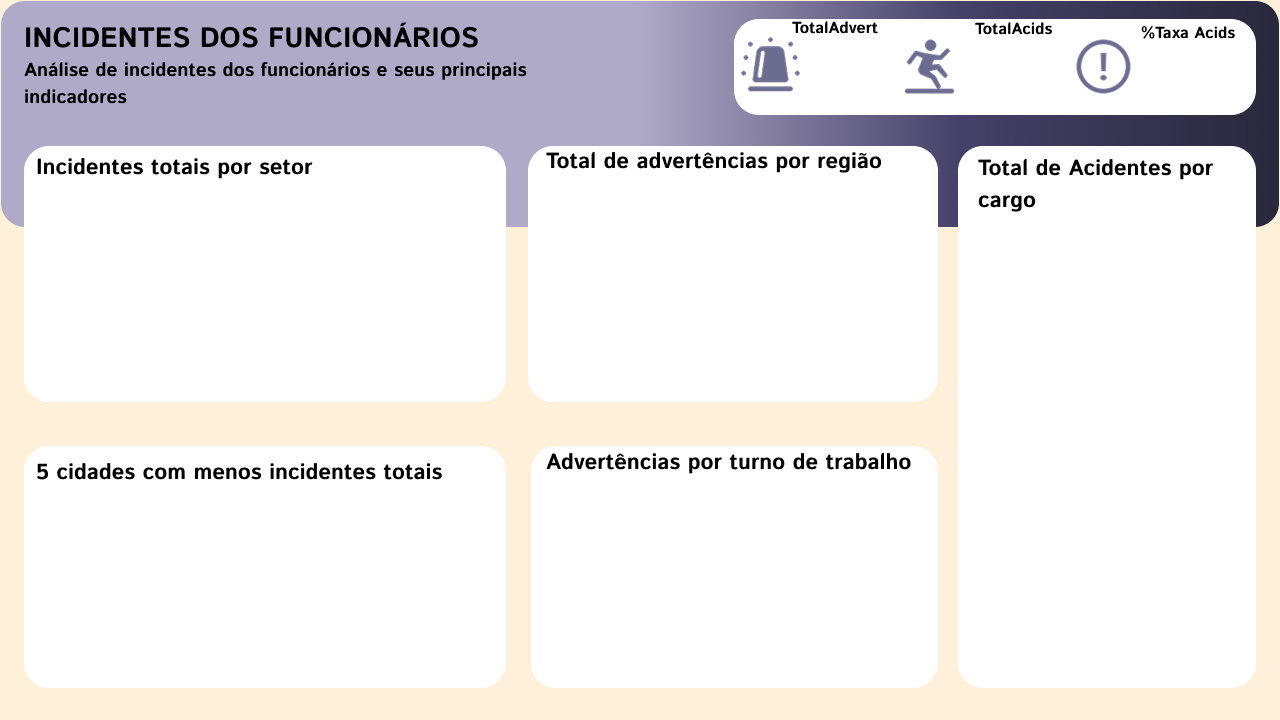 INCIDENTES DOS FUNCIONÁRIOS
Análise de incidentes dos funcionários e seus principais
indicadores
TotalAdvert
TotalAcids
%Taxa Acids
Incidentes totais por setor
Total de advertências por região
Total de Acidentes por
cargo
5 cidades com menos incidentes totais
Advertências por turno de trabalho